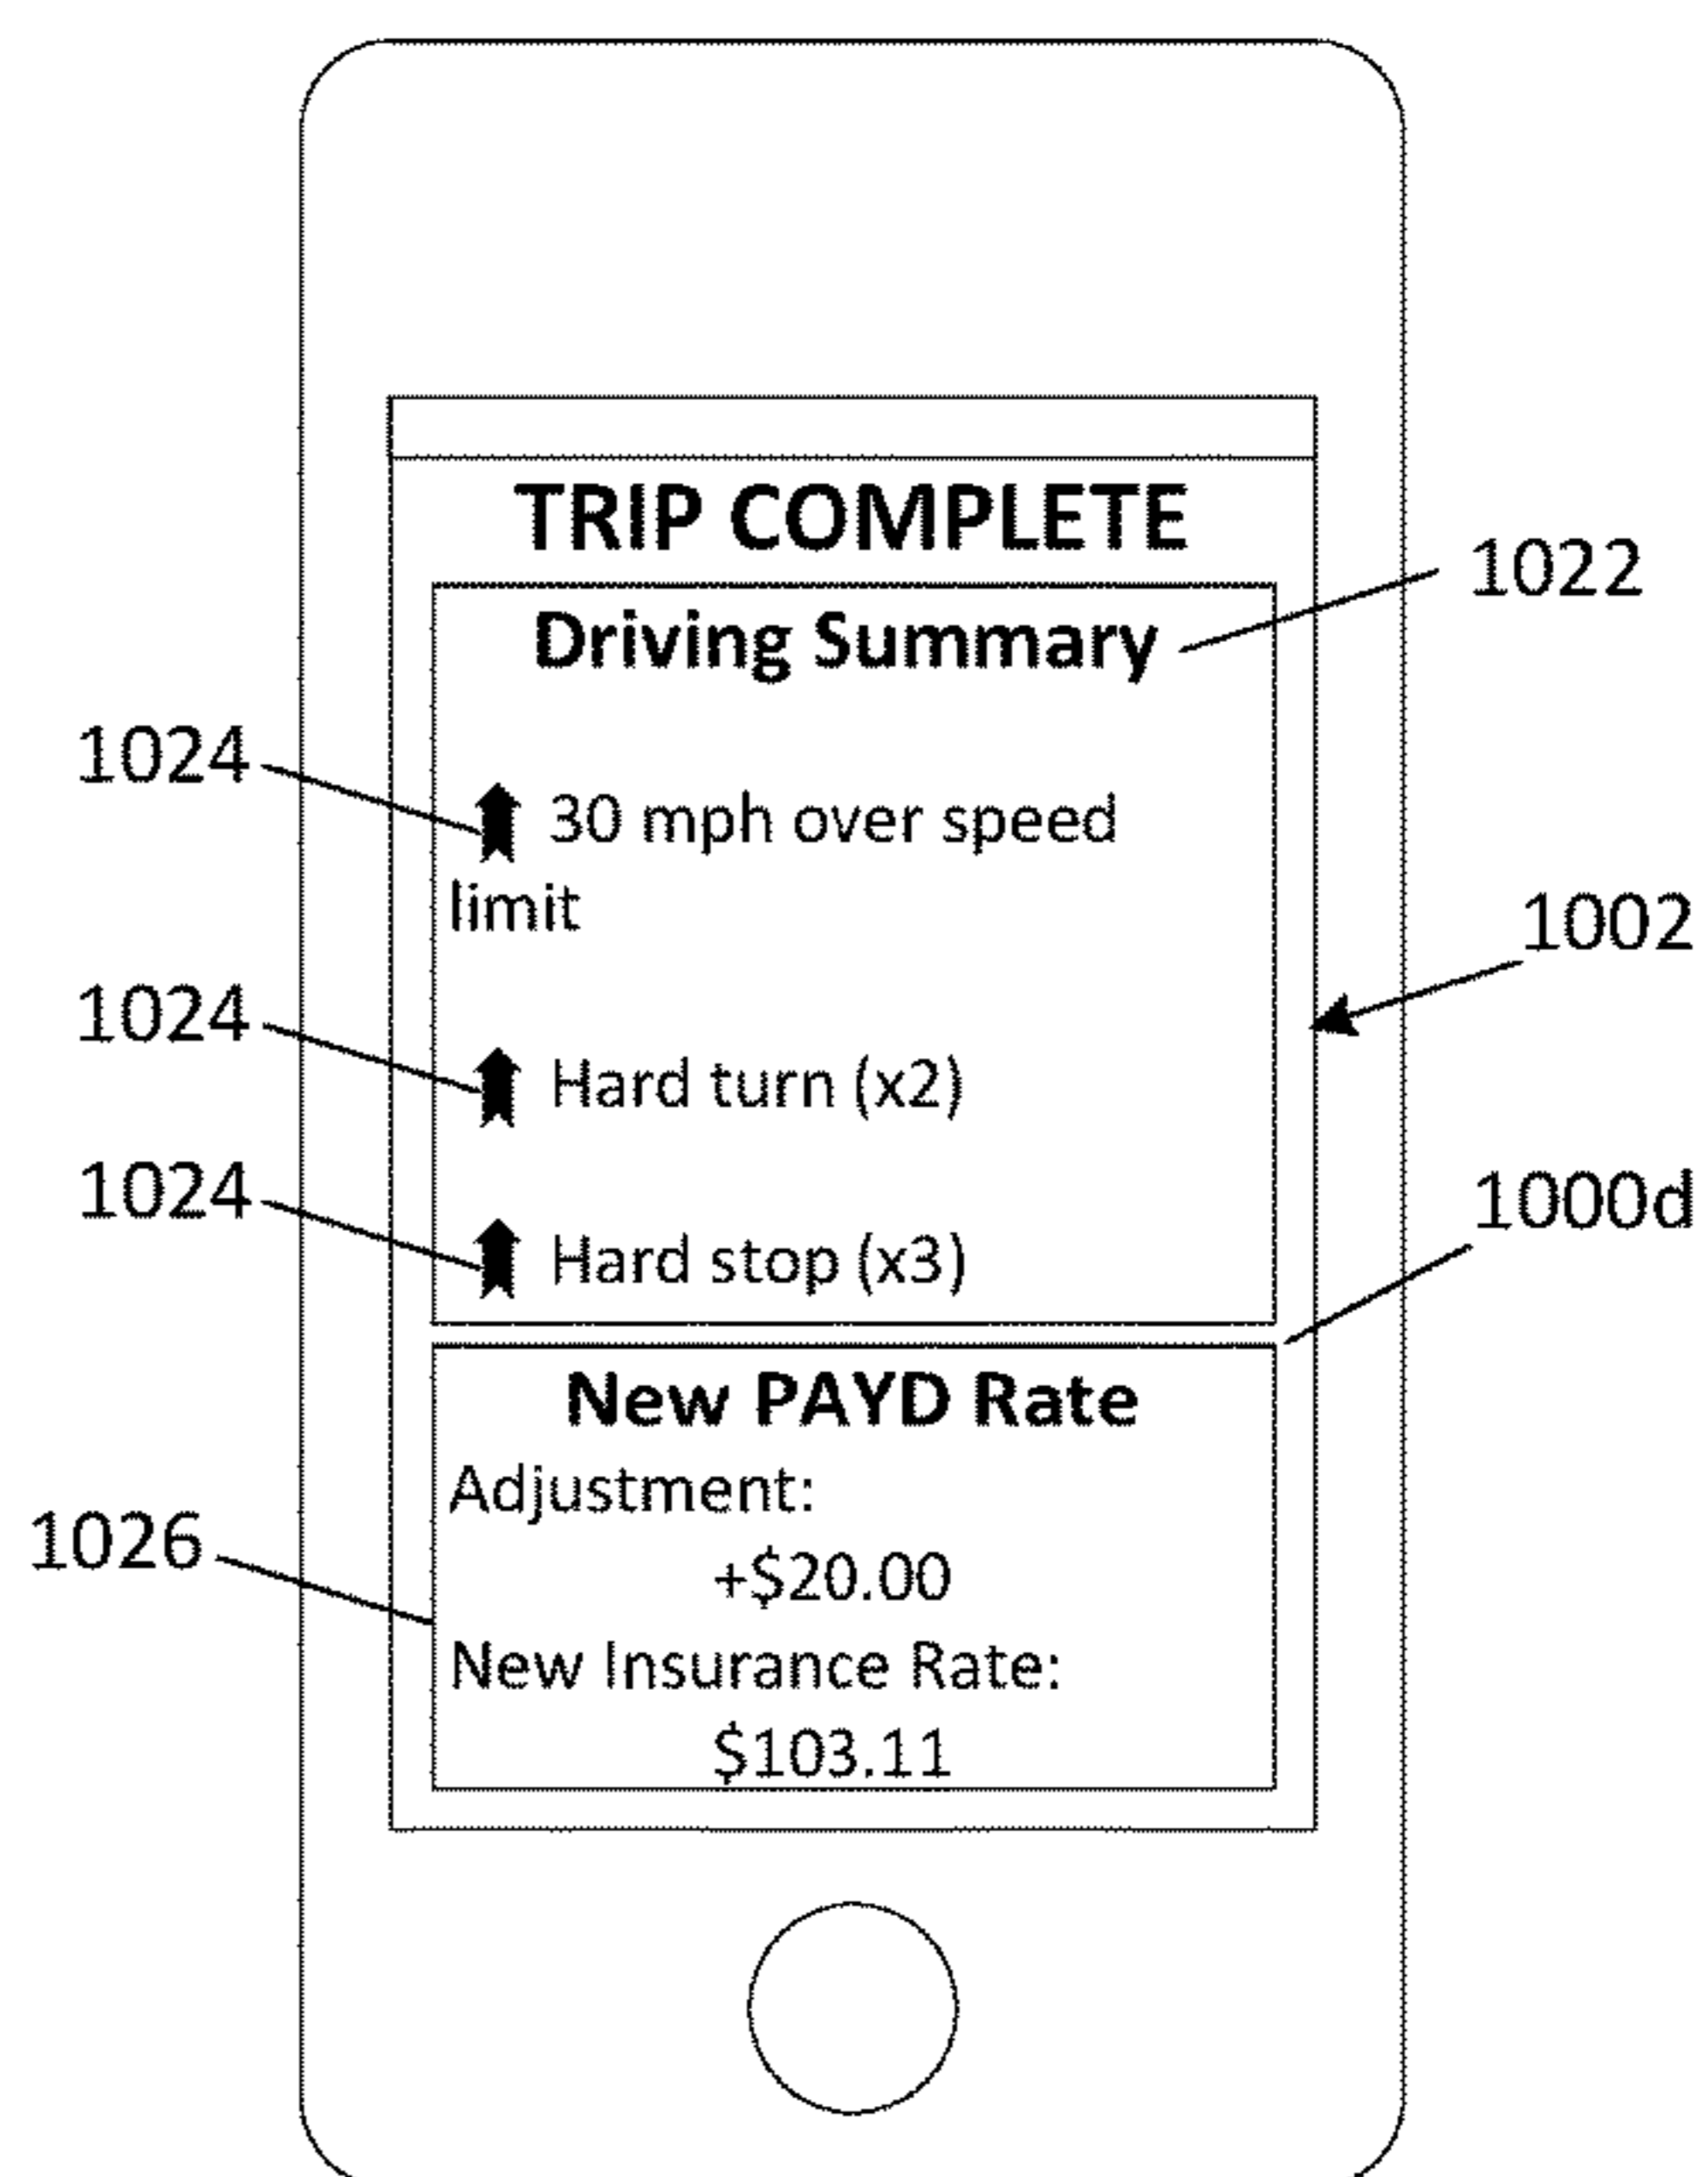 TRIP COMPLETE
1022
Driving Summary
1024
30 mph over speed
limit
1002
1024
Hard turn (x2)
1024
1000d
Hard stop (x3)
New PAYD Rate
Adjustment:
1026
+$20.00
New Insurance Rate:
$103.11